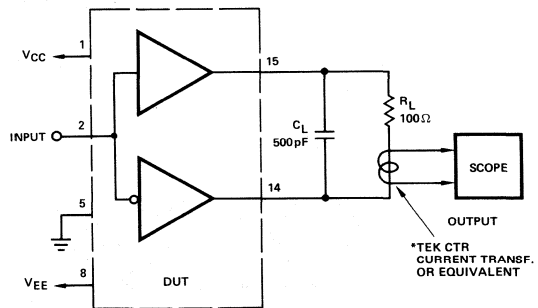 1
VCC
15
RL
100Ω
CL
500pF
2
INPUT
SCOPE
14
5
OUTPUT
*TEK CTR
CURRENT TRANSF.
OR EQUIVALENT
8
VEE
DUT